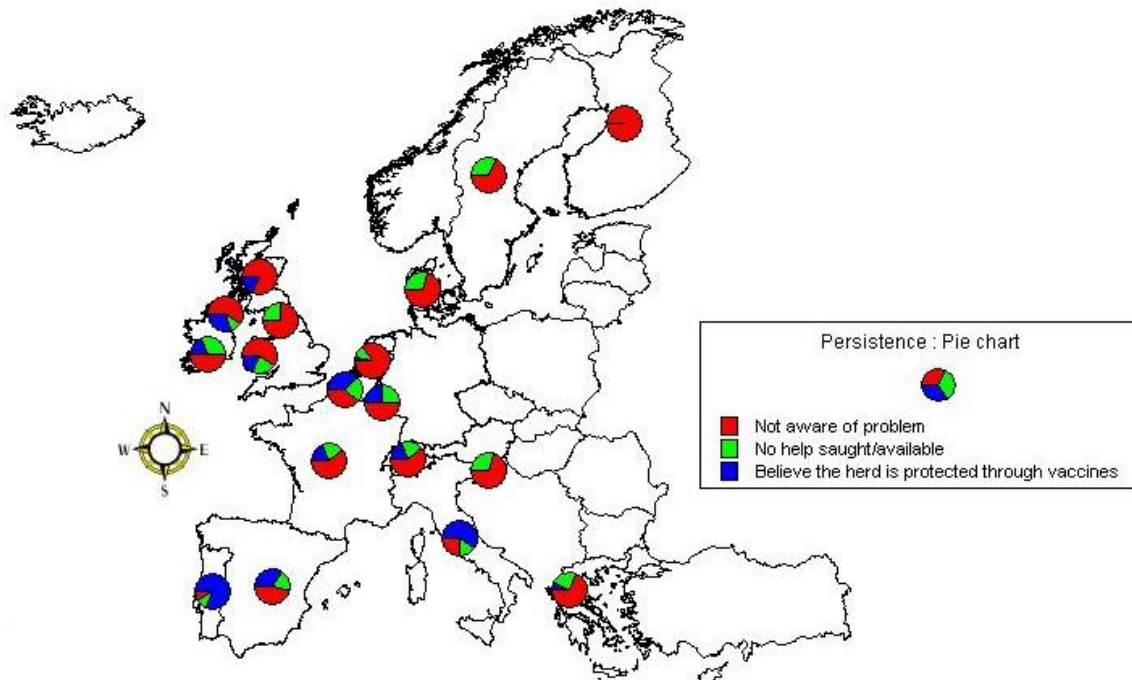 Persistence : Pie chart
Not aware of problem
No help saught/available
Believe the herd is protected through vaccines
N
W E
S